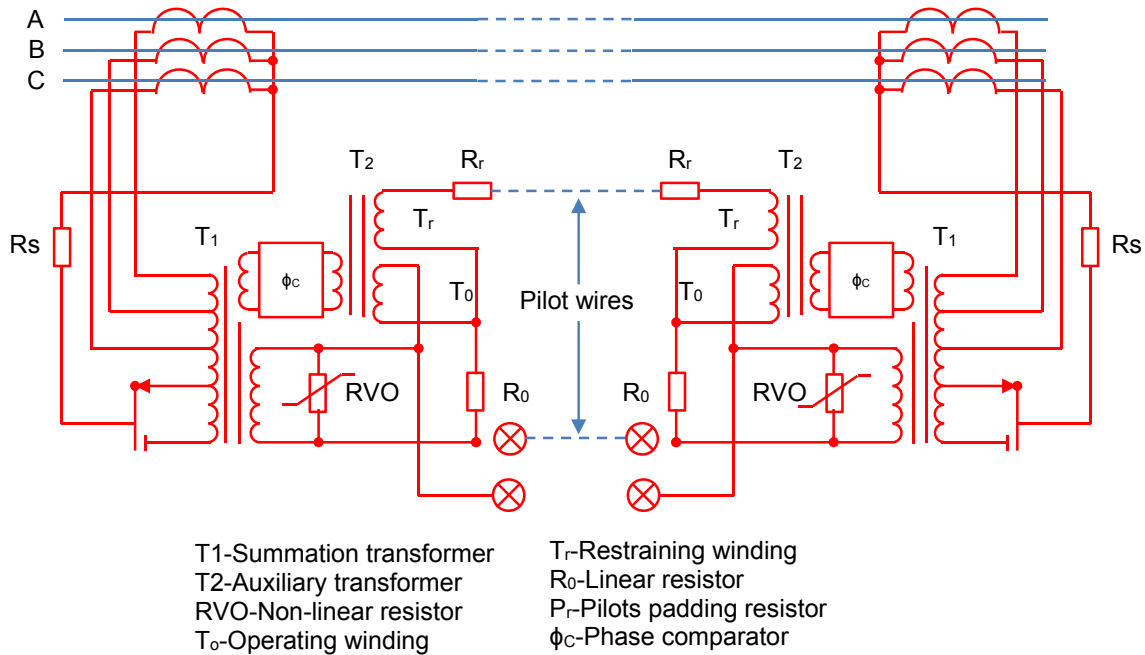 A
B
C
T2 Rr Rr T2
Tr Tr
Rs T1 T1 Rs
ϕC ϕC
T0 Pilot wires T0
RVO R0 R0 RVO
T1-Summation transformer
T2-Auxiliary transformer
RVO-Non-linear resistor
To-Operating winding
Tr-Restraining winding
R0-Linear resistor
Pr-Pilots padding resistor
ϕC-Phase comparator